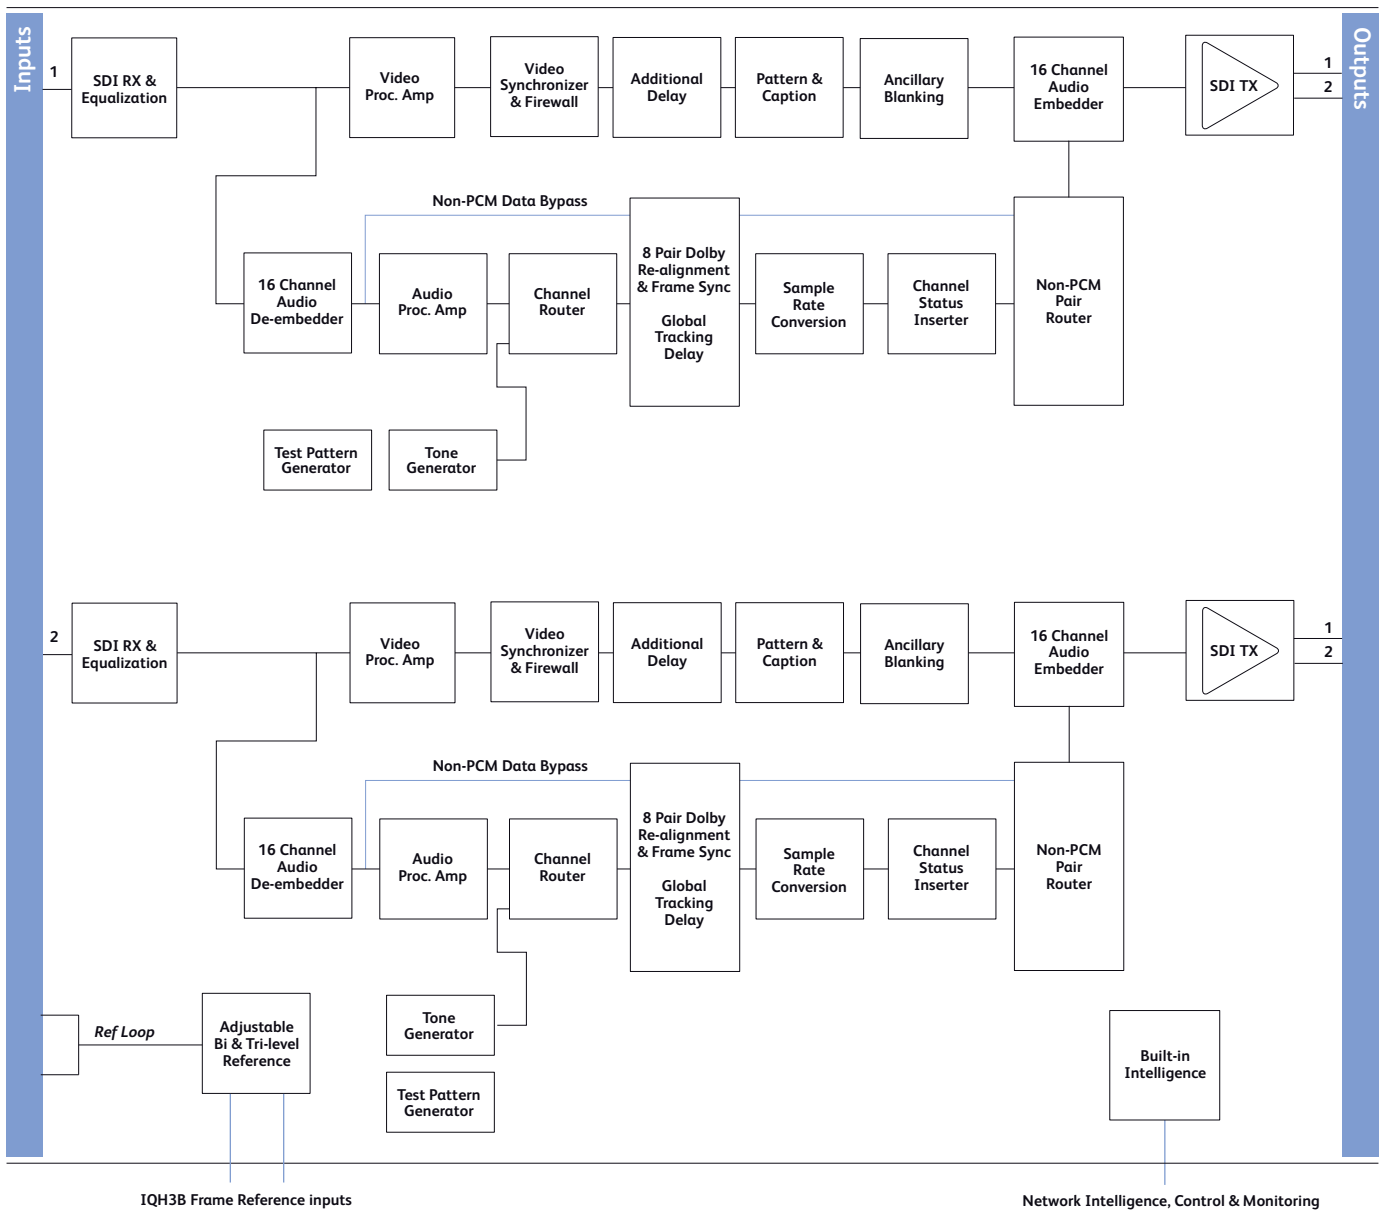 Inputs
Outputs
1
SDI RX &
Equalization
Video
Proc. Amp
Video
Synchronizer
& Firewall
Additional
Delay
Pattern &
Caption
Ancillary
Blanking
16 Channel
Audio
Embedder
SDI TX
1
2
Non-PCM Data Bypass
16 Channel
Audio
De-embedder
Audio
Proc. Amp
Channel
Router
8 Pair Dolby
Re-alignment
& Frame Sync
Global
Tracking
Delay
Sample
Rate
Conversion
Channel
Status
Inserter
Non-PCM
Pair
Router
Test Pattern
Generator
Tone
Generator
2
SDI RX &
Equalization
Video
Proc. Amp
Video
Synchronizer
& Firewall
Additional
Delay
Pattern &
Caption
Ancillary
Blanking
16 Channel
Audio
Embedder
SDI TX
1
2
Non-PCM Data Bypass
16 Channel
Audio
De-embedder
Audio
Proc. Amp
Channel
Router
8 Pair Dolby
Re-alignment
& Frame Sync
Global
Tracking
Delay
Sample
Rate
Conversion
Channel
Status
Inserter
Non-PCM
Pair
Router
Ref Loop
Adjustable
Bi & Tri-level
Reference
Tone
Generator
Test Pattern
Generator
Built-in
Intelligence
IQH3B Frame Reference inputs
Network Intelligence, Control & Monitoring